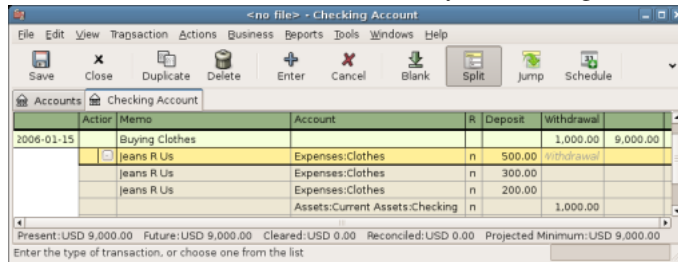 <no file> - Checking Account
File Edit View Transaction Actions Business Reports Tools Windows Help
Save Close Duplicate Delete Enter Cancel Blank Split Jump Schedule
Accounts Checking Account
Action Memo Account R Deposit Withdrawal
2006-01-15 Buying Clothes 1,000.00 9,000.00
Jeans R Us Expenses:Clothes n 500.00 Withdrawal
Jeans R Us Expenses:Clothes n 300.00
Jeans R Us Expenses:Clothes n 200.00
Assets:Current Assets:Checking n 1,000.00
Present:USD 9,000.00 Future:USD 9,000.00 Cleared:USD 0.00 Reconciled:USD 0.00 Projected Minimum:USD 9,000.00
Enter the type of transaction, or choose one from the list